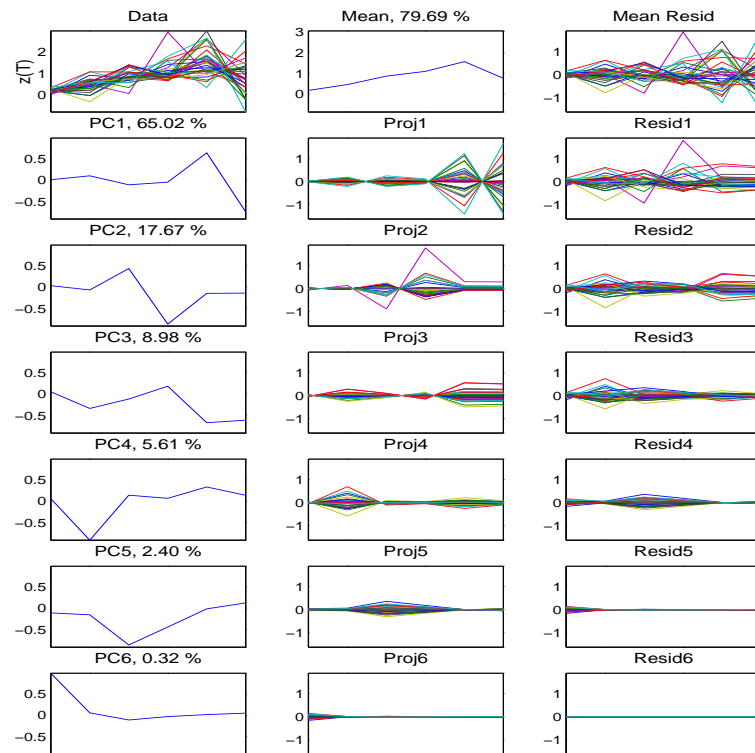 Data
Mean, 79.69 %
Mean Resid
z(T)
2
1
0
3
2
1
0
1
0
−1
PC1, 65.02 %
Proj1
Resid1
0.5
0
−0.5
1
0
−1
1
0
−1
PC2, 17.67 %
Proj2
Resid2
0.5
0
−0.5
1
0
−1
1
0
−1
PC3, 8.98 %
Proj3
Resid3
0.5
0
−0.5
1
0
−1
1
0
−1
PC4, 5.61 %
Proj4
Resid4
0.5
0
−0.5
1
0
−1
1
0
−1
PC5, 2.40 %
Proj5
Resid5
0.5
0
−0.5
1
0
−1
1
0
−1
PC6, 0.32 %
Proj6
Resid6
0.5
0
−0.5
1
0
−1
1
0
−1